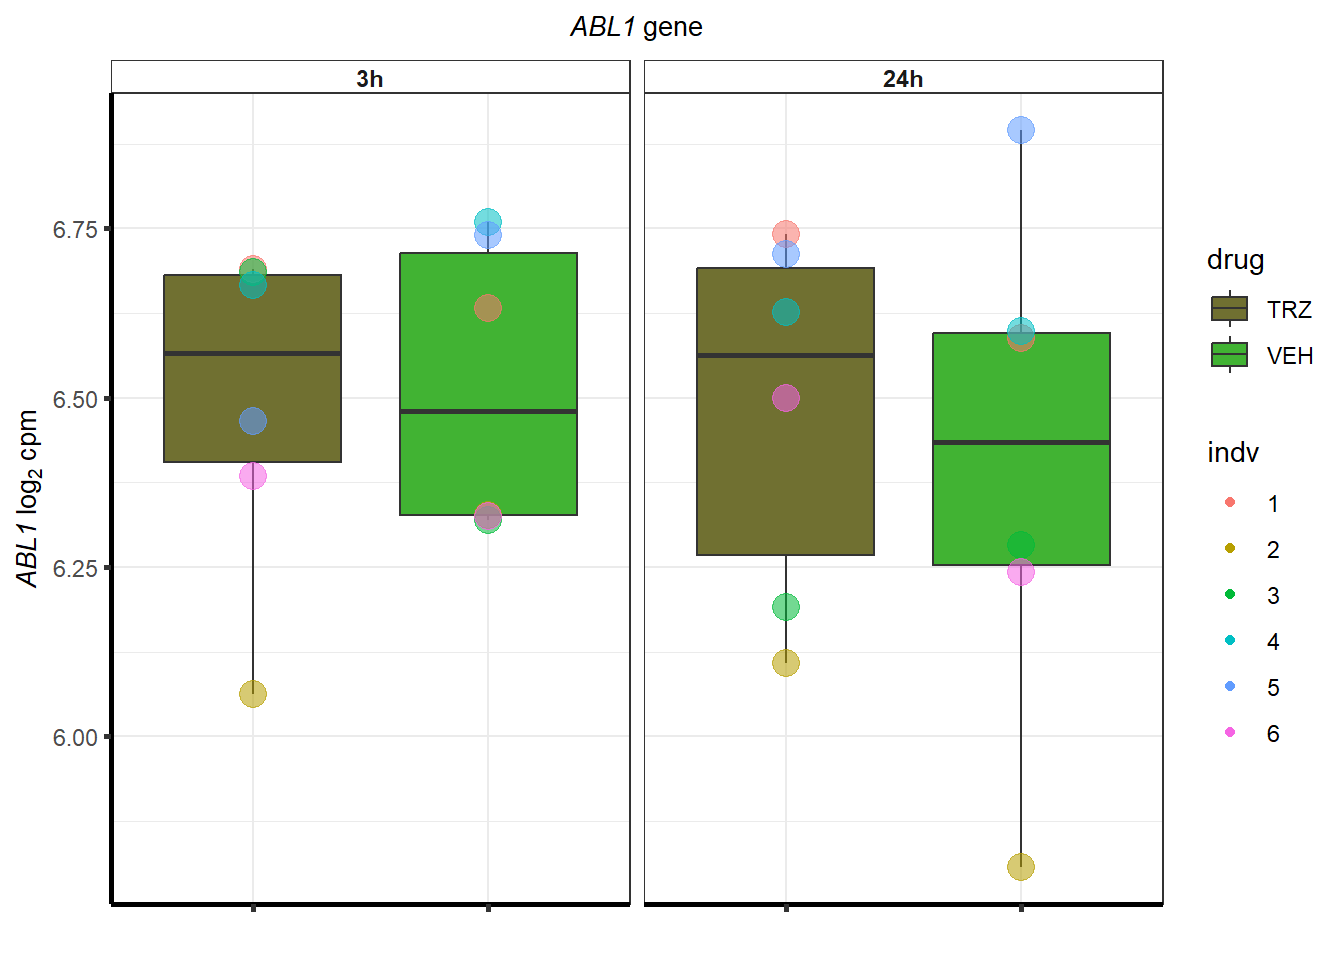 ABL1 gene
3h
24h
ABL1 log₂ cpm
6.75
6.50
6.25
6.00
drug
TRZ
VEH
indv
1
2
3
4
5
6